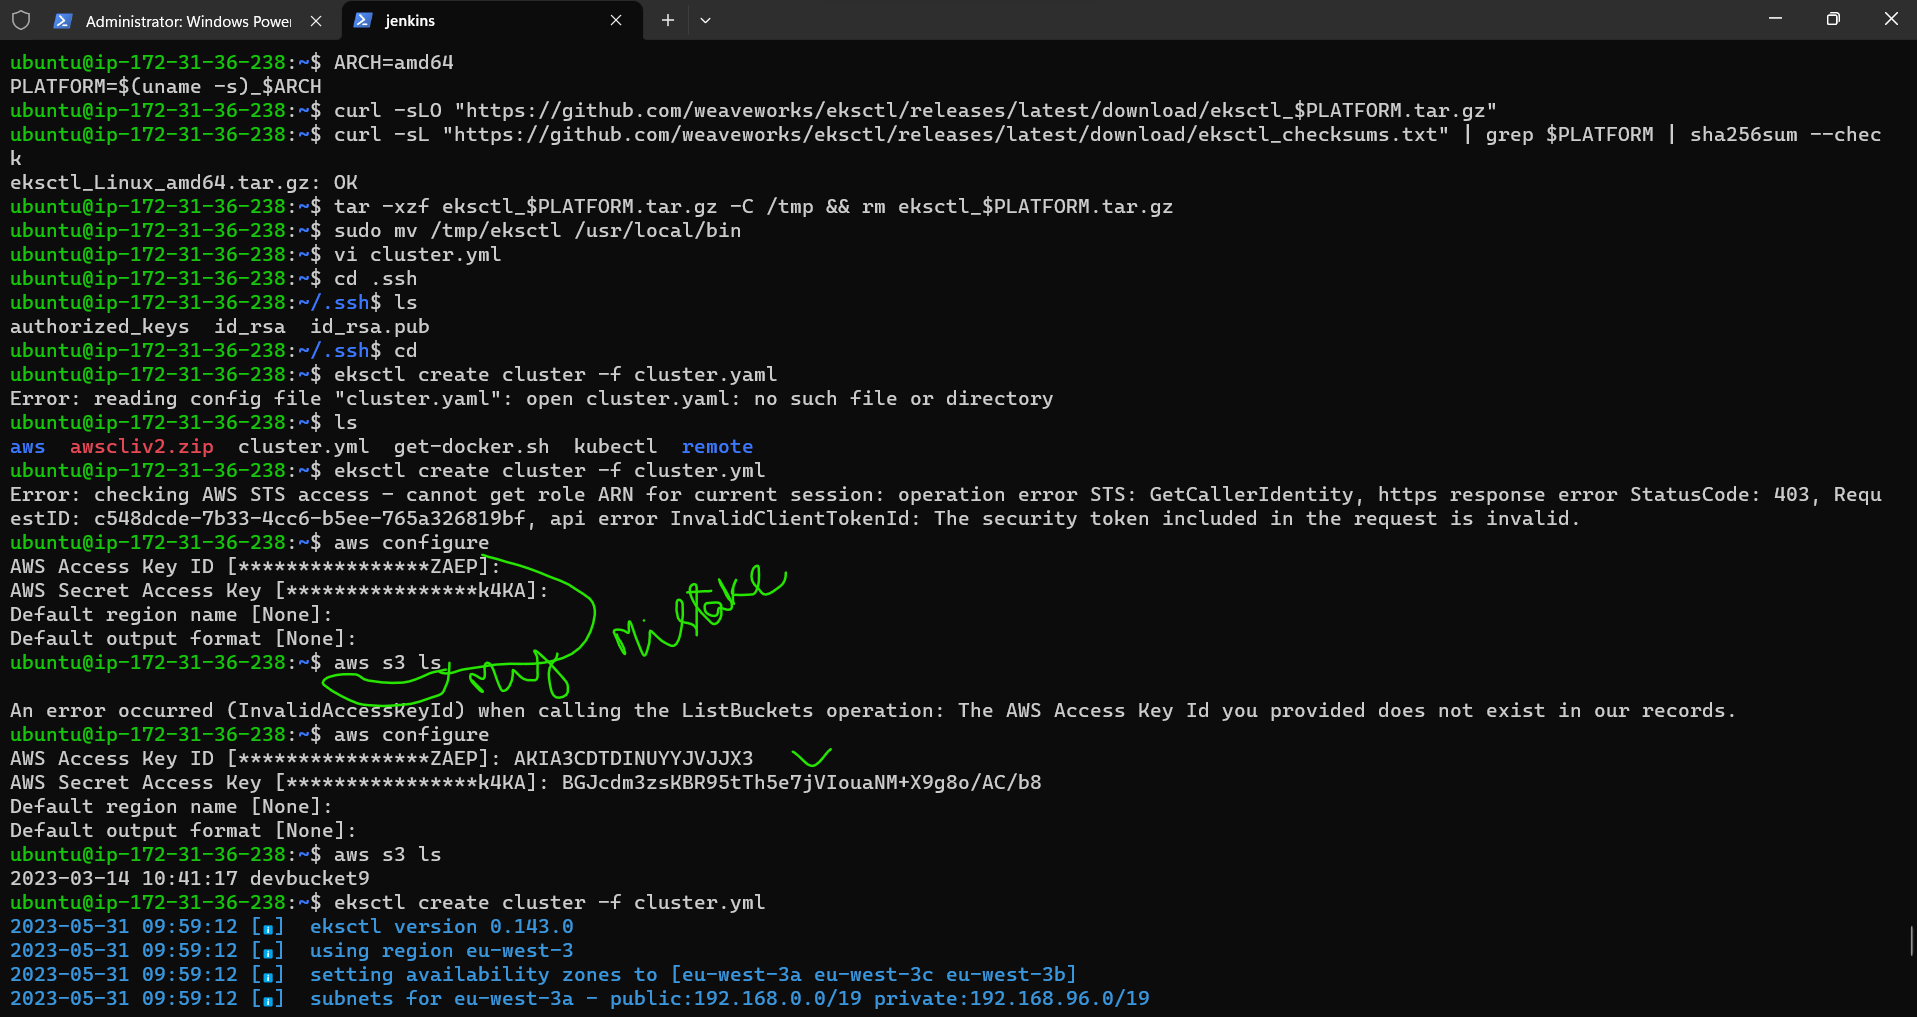 Administrator: Windows Power
jenkins
ubuntu@ip-172-31-36-238:~$ ARCH=amd64
PLATFORM=$(uname -s)_$ARCH
ubuntu@ip-172-31-36-238:~$ curl -sLO "https://github.com/weaveworks/eksctl/releases/latest/download/eksctl_$PLATFORM.tar.gz"
ubuntu@ip-172-31-36-238:~$ curl -sL "https://github.com/weaveworks/eksctl/releases/latest/download/eksctl_checksums.txt" | grep $PLATFORM | sha256sum --chec
k
eksctl_Linux_amd64.tar.gz: OK
ubuntu@ip-172-31-36-238:~$ tar -xzf eksctl_$PLATFORM.tar.gz -C /tmp && rm eksctl_$PLATFORM.tar.gz
ubuntu@ip-172-31-36-238:~$ sudo mv /tmp/eksctl /usr/local/bin
ubuntu@ip-172-31-36-238:~$ vi cluster.yml
ubuntu@ip-172-31-36-238:~$ cd .ssh
ubuntu@ip-172-31-36-238:~/.ssh$ ls
authorized_keys  id_rsa  id_rsa.pub
ubuntu@ip-172-31-36-238:~/.ssh$ cd
ubuntu@ip-172-31-36-238:~$ eksctl create cluster -f cluster.yaml
Error: reading config file "cluster.yaml": open cluster.yaml: no such file or directory
ubuntu@ip-172-31-36-238:~$ ls
aws  awscliv2.zip  cluster.yml  get-docker.sh  kubectl  remote
ubuntu@ip-172-31-36-238:~$ eksctl create cluster -f cluster.yml
Error: checking AWS STS access - cannot get role ARN for current session: operation error STS: GetCallerIdentity, https response error StatusCode: 403, Requ
estID: c548dcde-7b33-4cc6-b5ee-765a326819bf, api error InvalidClientTokenId: The security token included in the request is invalid.
ubuntu@ip-172-31-36-238:~$ aws configure
AWS Access Key ID [****************ZAEP]:
AWS Secret Access Key [****************k4KA]:
Default region name [None]:
Default output format [None]:
ubuntu@ip-172-31-36-238:~$ aws s3 ls
my mistake
An error occurred (InvalidAccessKeyId) when calling the ListBuckets operation: The AWS Access Key Id you provided does not exist in our records.
ubuntu@ip-172-31-36-238:~$ aws configure
AWS Access Key ID [****************ZAEP]: AKIA3CDTDINUYYJVJJX3
AWS Secret Access Key [****************k4KA]: 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
Default region name [None]:
Default output format [None]:
ubuntu@ip-172-31-36-238:~$ aws s3 ls
2023-03-14 10:41:17 devbucket9
ubuntu@ip-172-31-36-238:~$ eksctl create cluster -f cluster.yml
2023-05-31 09:59:12 [i]  eksctl version 0.143.0
2023-05-31 09:59:12 [i]  using region eu-west-3
2023-05-31 09:59:12 [i]  setting availability zones to [eu-west-3a eu-west-3c eu-west-3b]
2023-05-31 09:59:12 [i]  subnets for eu-west-3a - public:192.168.0.0/19 private:192.168.96.0/19